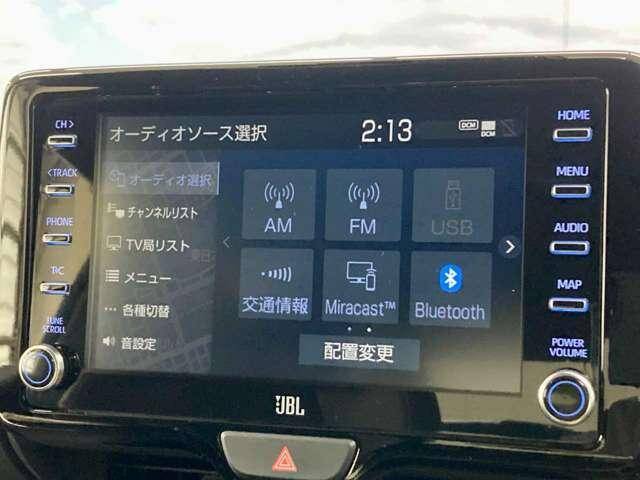 CH>
<TRACK
PHONE
T/C
TUNE
SCROLL
オーディオソース選択
2:13
DCM
DCM
オーディオ選択
チャンネルリスト
TV局リスト
メニュー
各種切替
音設定
AM
FM
USB
交通情報
Miracast™
Bluetooth
配置変更
JBL
HOME
MENU
AUDIO
MAP
POWER
VOLUME